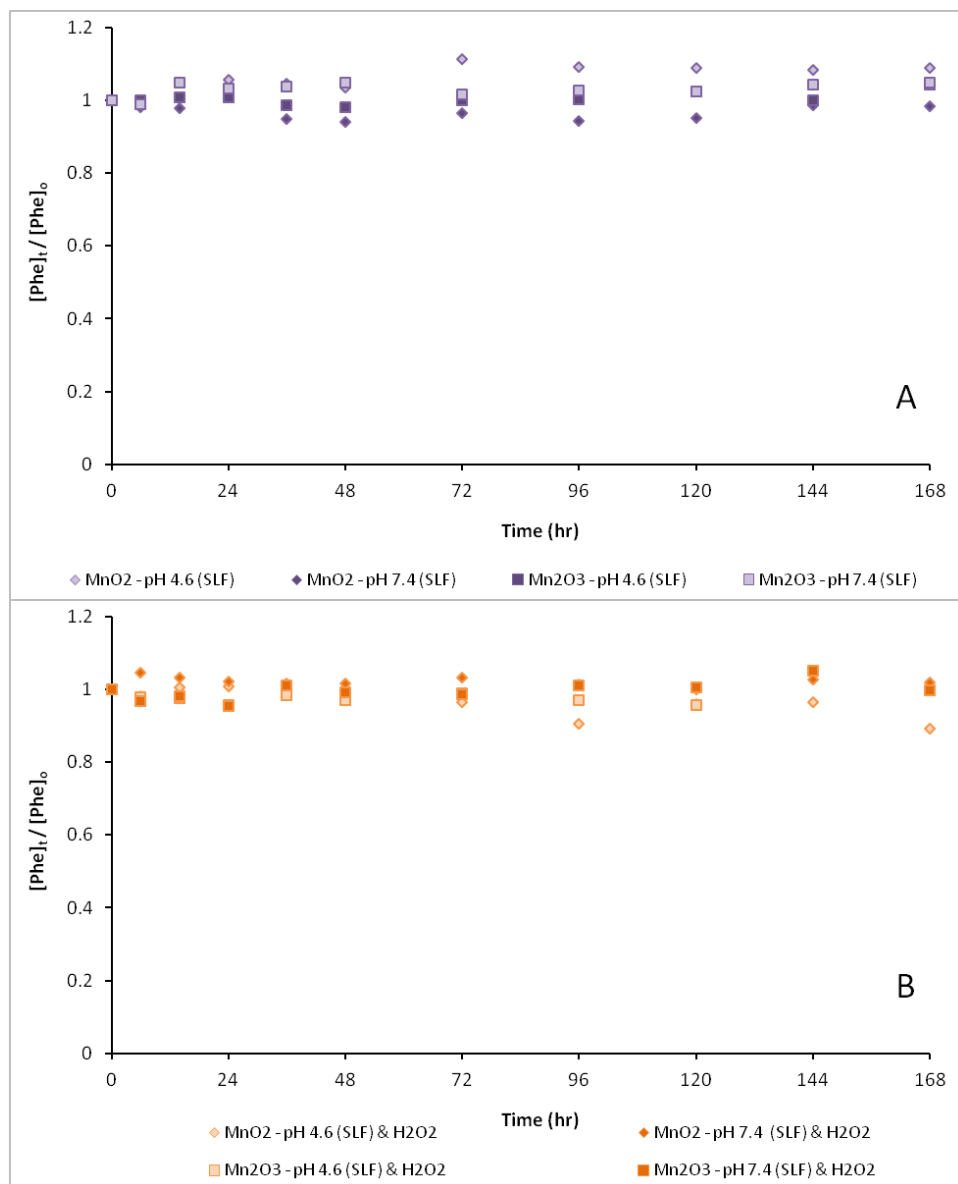 1.2
1
0.8
0.6
0.4
0.2
0
[Phe]t / [Phe]o
0 24 48 72 96 120 144 168
Time (hr)
A
MnO2 - pH 4.6 (SLF) MnO2 - pH 7.4 (SLF) Mn2O3 - pH 4.6 (SLF) Mn2O3 - pH 7.4 (SLF)
1.2
1
0.8
0.6
0.4
0.2
0
[Phe]t / [Phe]o
0 24 48 72 96 120 144 168
Time (hr)
B
MnO2 - pH 4.6 (SLF) & H2O2 MnO2 - pH 7.4 (SLF) & H2O2
Mn2O3 - pH 4.6 (SLF) & H2O2 Mn2O3 - pH 7.4 (SLF) & H2O2